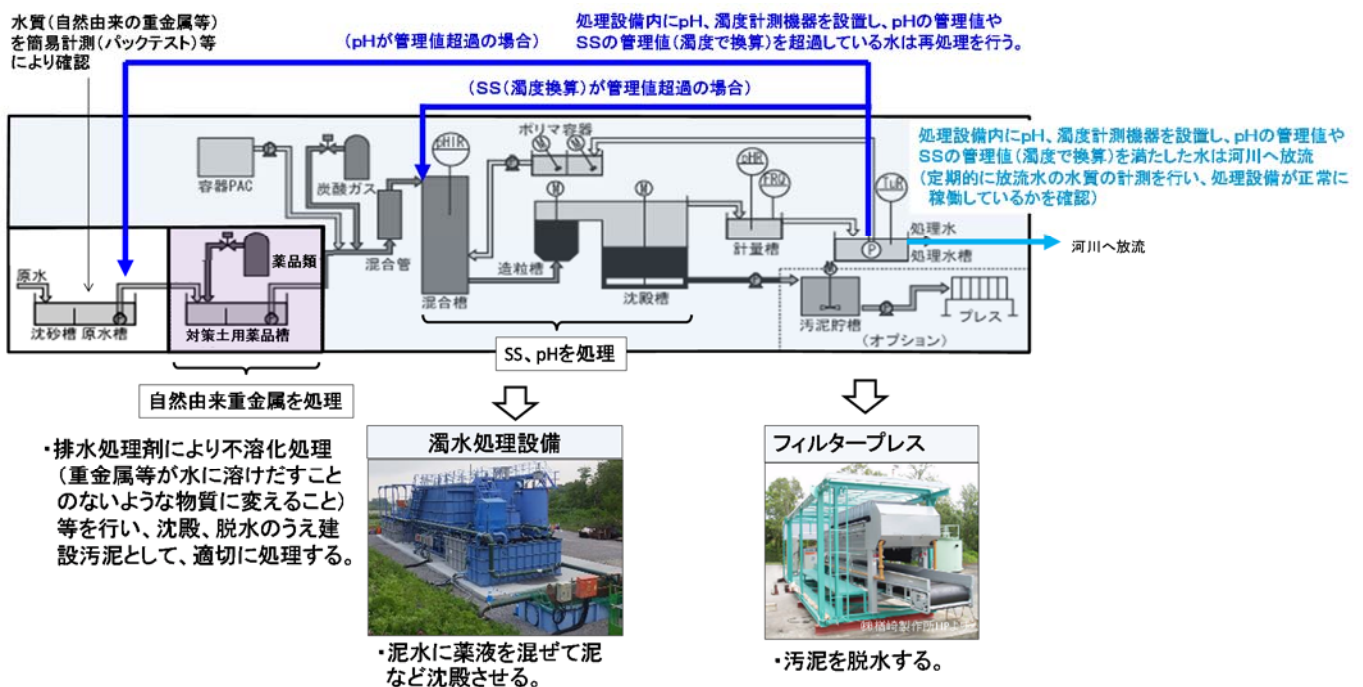 水質(自然由来の重金属等)
を簡易計測(パックテスト)等
により確認
処理設備内にpH、濁度計測機器を設置し、pHの管理値や
SSの管理値(濁度で換算)を超過している水は再処理を行う。
(pHが管理値超過の場合)
(SS(濁度換算)が管理値超過の場合)
処理設備内にpH、濁度計測機器を設置し、pHの管理値や
SSの管理値(濁度で換算)を満たした水は河川へ放流
(定期的に放流水の水質の計測を行い、処理設備が正常に
稼働しているかを確認)
容器PAC
炭酸ガス
混合管
pHIR
混合槽
ポリマ容器
M
造粒槽
M
沈殿槽
pHR
FRQ
計量槽
TuR
P
処理水
処理水槽
河川へ放流
原水
沈砂槽 原水槽
薬品類
対策土用薬品槽
M
汚泥貯槽
プレス
(オプション)
SS、pHを処理
自然由来重金属を処理
・排水処理剤により不溶化処理
(重金属等が水に溶けだすこと
のないような物質に変えること)
等を行い、沈殿、脱水のうえ建
設汚泥として、適切に処理する。
濁水処理設備
・泥水に薬液を混ぜて泥
など沈殿させる。
フィルタープレス
㈱楢崎製作所HPより
・汚泥を脱水する。